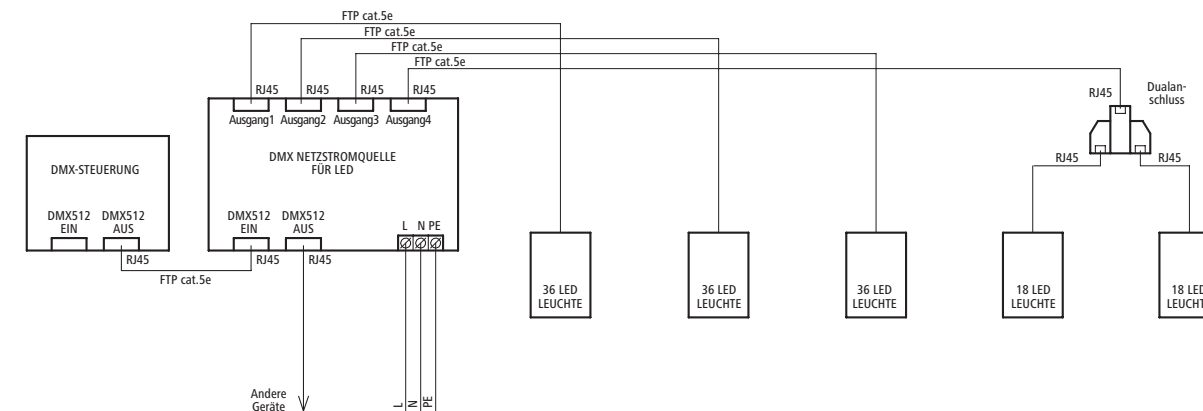 FTP cat.5e
FTP cat.5e
FTP cat.5e
FTP cat.5e
RJ45
RJ45
RJ45
RJ45
RJ45
Dualan-
schluss
Ausgang1
Ausgang2
Ausgang3
Ausgang4
DMX-STEUERUNG
DMX NETZSTROMQUELLE
FÜR LED
RJ45
RJ45
DMX512
EIN
DMX512
AUS
DMX512
EIN
DMX512
AUS
L N PE
RJ45
RJ45
RJ45
FTP cat.5e
36 LED
LEUCHTE
36 LED
LEUCHTE
36 LED
LEUCHTE
18 LED
LEUCHTE
18 LED
LEUCHT
Andere
Geräte
L
N
PE